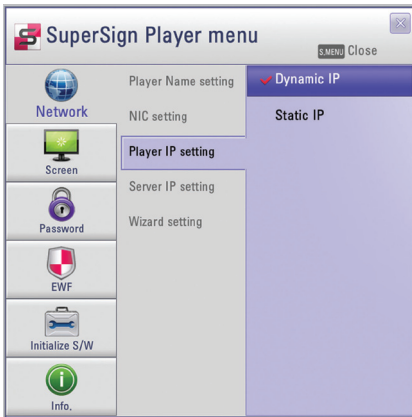 SuperSign Player menu
S.MENU Close
Network
Screen
Password
EWF
Initialize S/W
Info.
Player Name setting
NIC setting
Player IP setting
Server IP setting
Wizard setting
Dynamic IP
Static IP